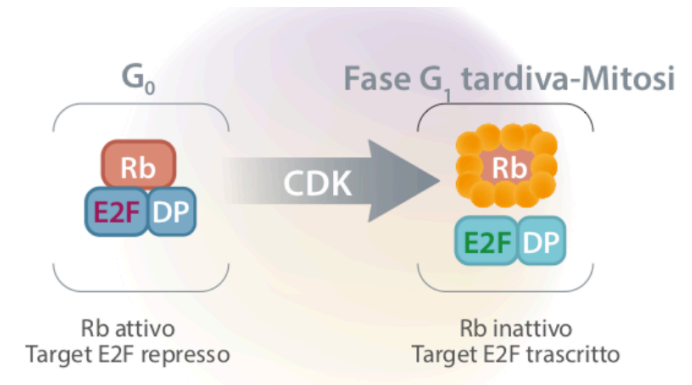 G₀
Fase G₁ tardiva-Mitosi
Rb
E2F DP
CDK
Rb
E2F DP
Rb attivo
Target E2F represso
Rb inattivo
Target E2F trascritto